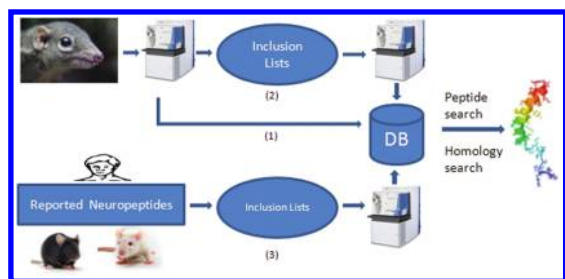 Inclusion
Lists
(2)
(1)
DB
Peptide
search
Homology
search
Reported Neuropeptides
Inclusion Lists
(3)